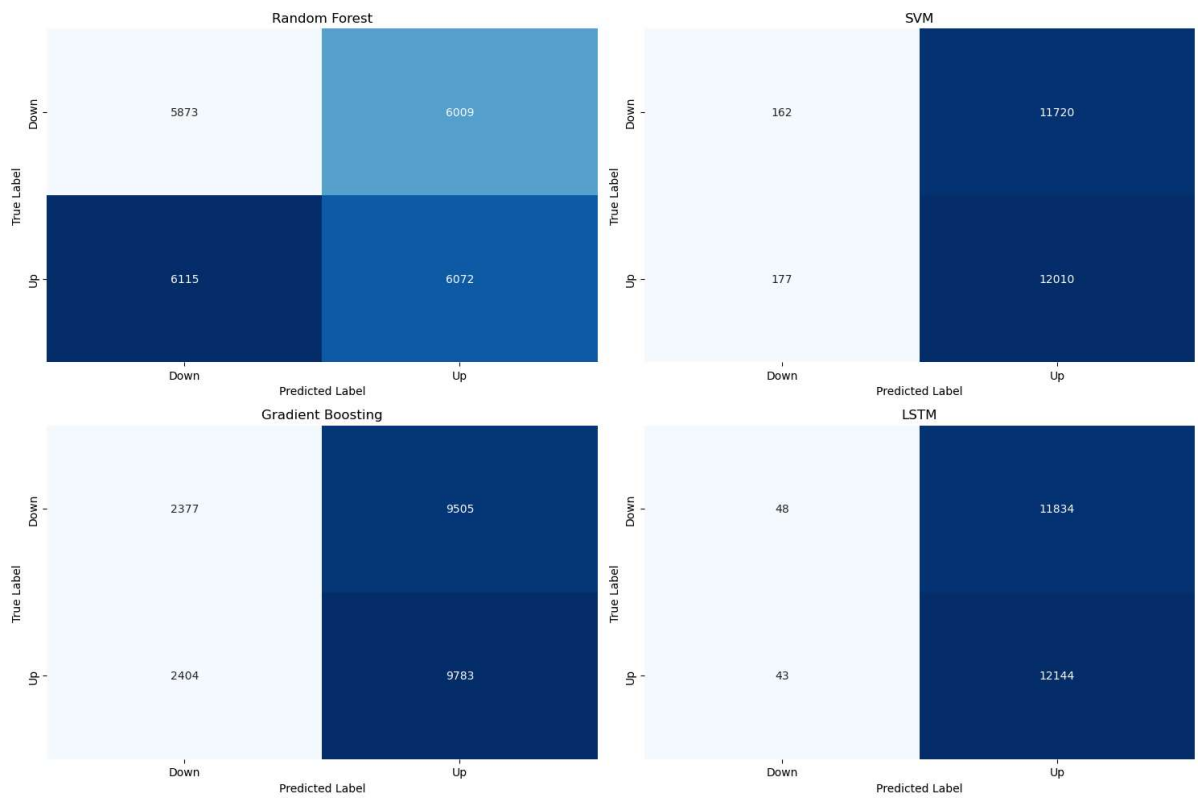 Random Forest
Down
5873
6009
True Label
Up
6115
6072
Down
Up
Predicted Label
SVM
Down
162
11720
True Label
Up
177
12010
Down
Up
Predicted Label
Gradient Boosting
Down
2377
9505
True Label
Up
2404
9783
Down
Up
Predicted Label
LSTM
Down
48
11834
True Label
Up
43
12144
Down
Up
Predicted Label